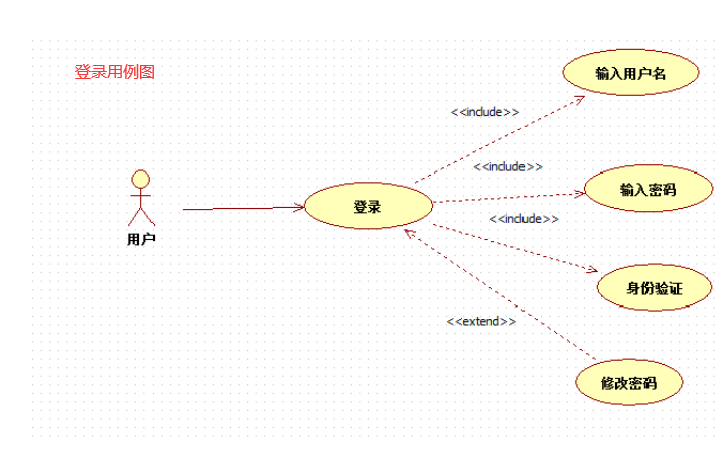 登录用例图
输入用户名
<<include>>
<<include>>
输入密码
登录
<<include>>
用户
身份验证
<<extend>>
修改密码